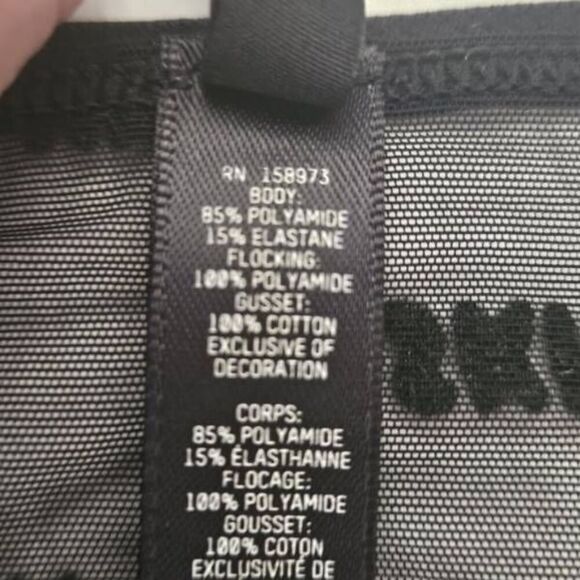 RN 158973
BODY:
85% POLYAMIDE
15% ELASTANE
FLOCKING:
100% POLYAMIDE
GUSSET:
100% COTTON
EXCLUSIVE OF
DECORATION
CORPS:
85% POLYAMIDE
15% ÉLASTHANNE
FLOCAGE:
100% POLYAMIDE
GOUSSET:
100% COTON
EXCLUSIVITÉ DE